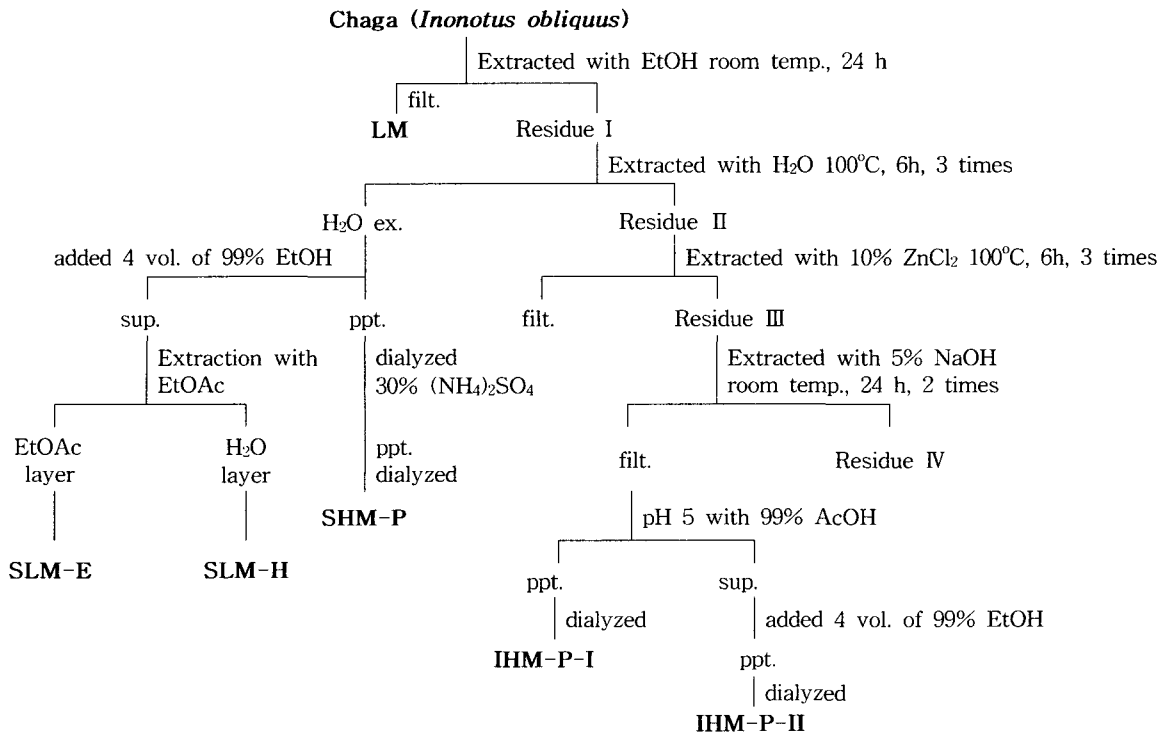 Chaga (Inonotus obliquus)
Extracted with EtOH room temp., 24 h
filt.
LM
Residue I
Extracted with H₂O 100°C, 6h, 3 times
H₂O ex.
Residue II
added 4 vol. of 99% EtOH
Extracted with 10% ZnCl₂ 100°C, 6h, 3 times
sup.
ppt.
filt.
Residue III
Extraction with
EtOAc
dialyzed
30% (NH₄)₂SO₄
Extracted with 5% NaOH
room temp., 24 h, 2 times
EtOAc
layer
H₂O
layer
ppt.
dialyzed
filt.
Residue IV
SHM-P
pH 5 with 99% AcOH
SLM-E
SLM-H
ppt.
sup.
dialyzed
added 4 vol. of 99% EtOH
IHM-P-I
ppt.
dialyzed
IHM-P-II